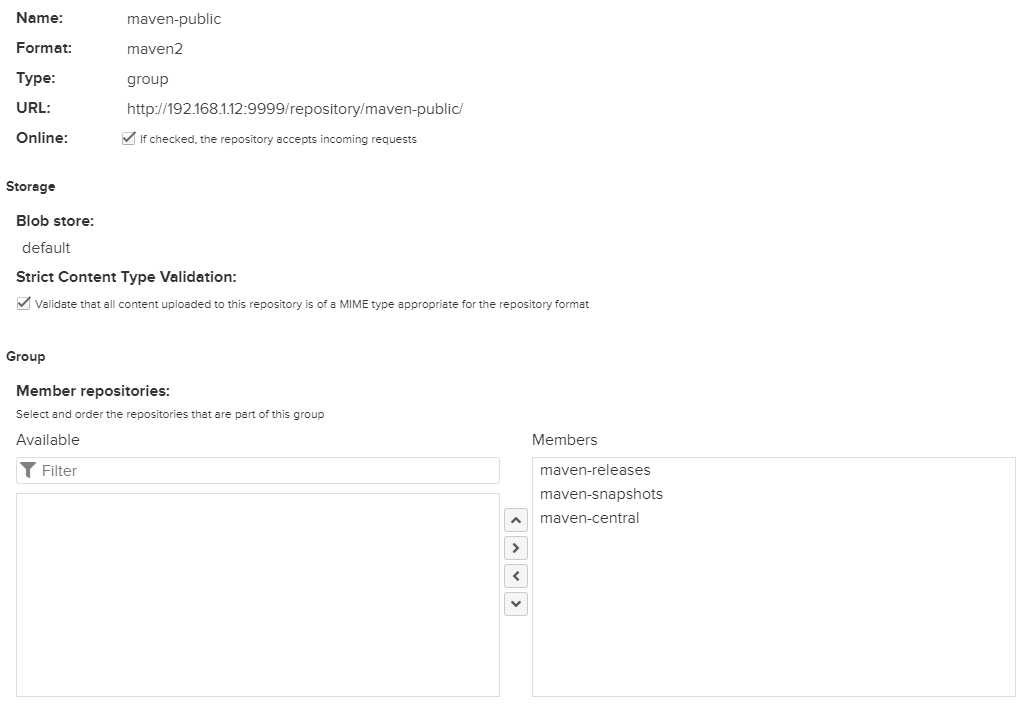 Name: maven-public
Format: maven2
Type: group
URL: http://192.168.1.12:9999/repository/maven-public/
Online: If checked, the repository accepts incoming requests
Storage
Blob store:
default
Strict Content Type Validation:
Validate that all content uploaded to this repository is of a MIME type appropriate for the repository format
Group
Member repositories:
Select and order the repositories that are part of this group
Available
Filter
Members
maven-releases
maven-snapshots
maven-central